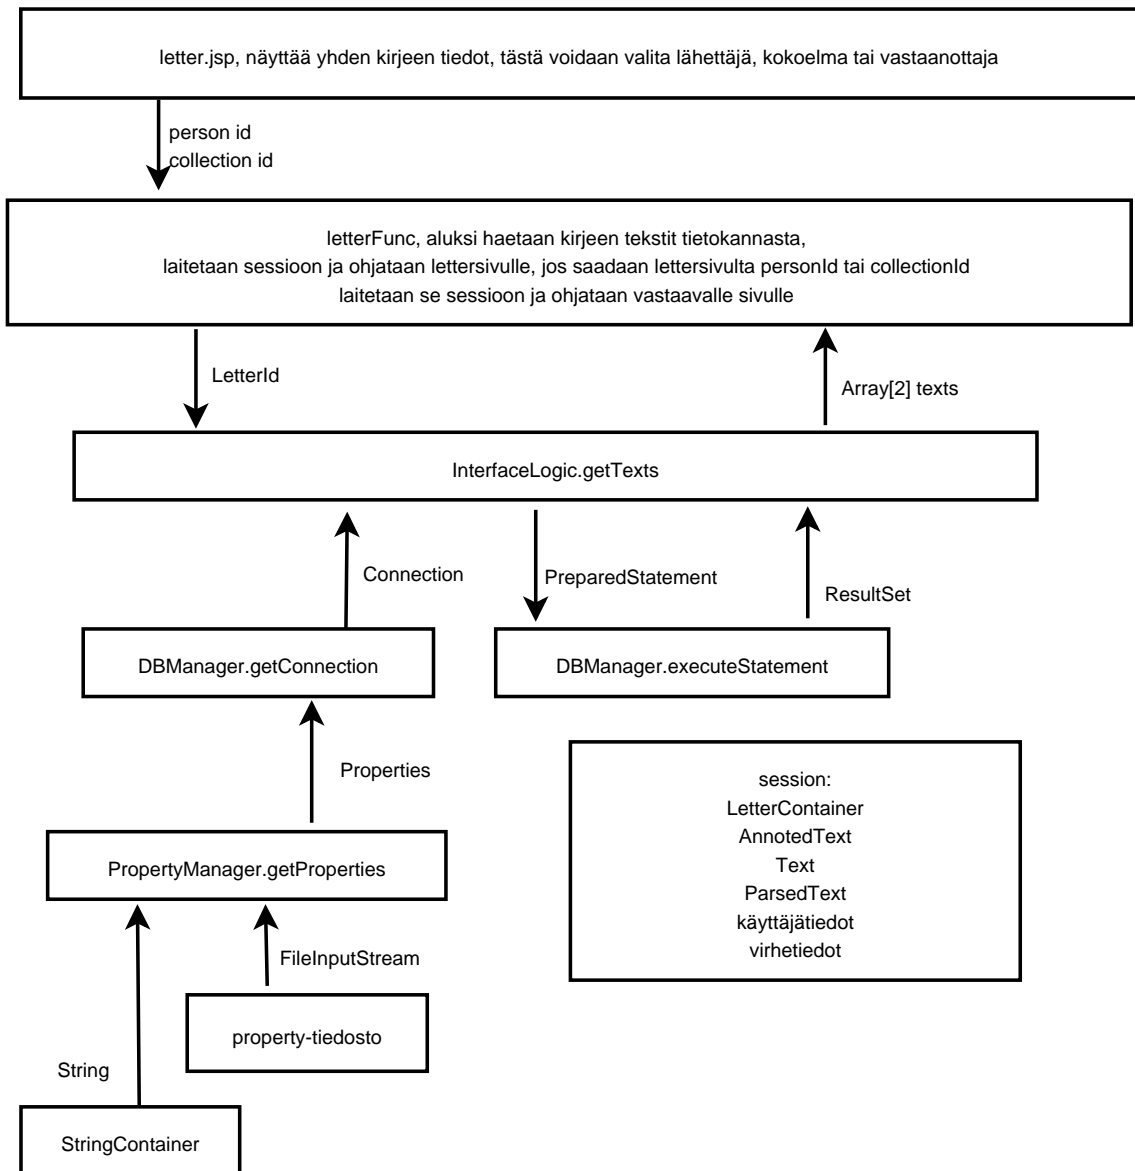 letter.jsp, näyttää yhden kirjeen tiedot, tästä voidaan valita lähettäjä, kokoelma tai vastaanottaja
person id
collection id
letterFunc, aluksi haetaan kirjeen tekstit tietokannasta,
laitetaan sessioon ja ohjataan lettersivulle, jos saadaan lettersivulta personId tai collectionId
laitetaan se sessioon ja ohjataan vastaavalle sivulle
LetterId
Array[2] texts
InterfaceLogic.getTexts
Connection
PreparedStatement
ResultSet
DBManager.getConnection
DBManager.executeStatement
Properties
session:
LetterContainer
AnnotedText
Text
ParsedText
käyttäjätiedot
virhetiedot
PropertyManager.getProperties
FileInputStream
property-tiedosto
String
StringContainer